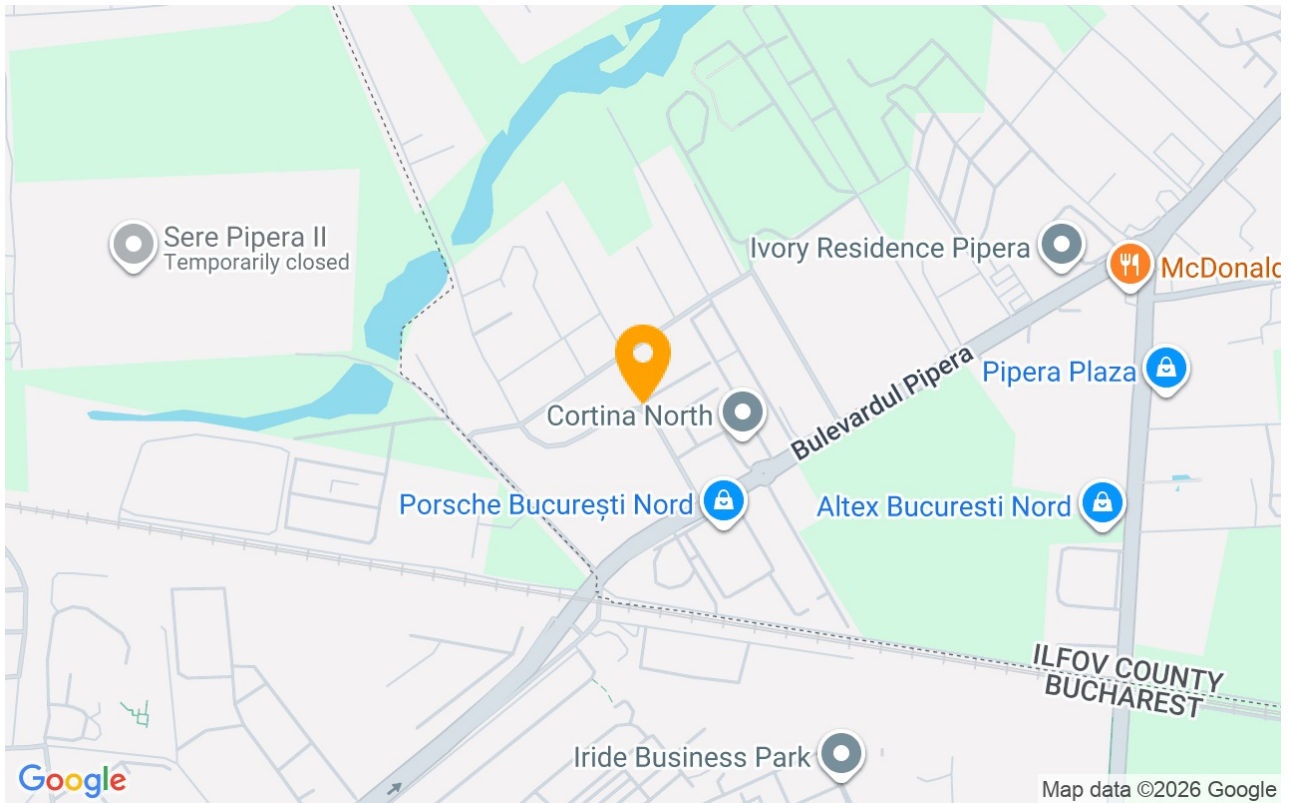 Sere Pipera II
Temporarily closed
Ivory Residence Pipera
McDonald
Bulevardul Pipera
Pipera Plaza
Cortina North
Porsche București Nord
Altex Bucuresti Nord
ILFOV COUNTY
BUCHAREST
Iride Business Park
Google
Map data ©2026 Google